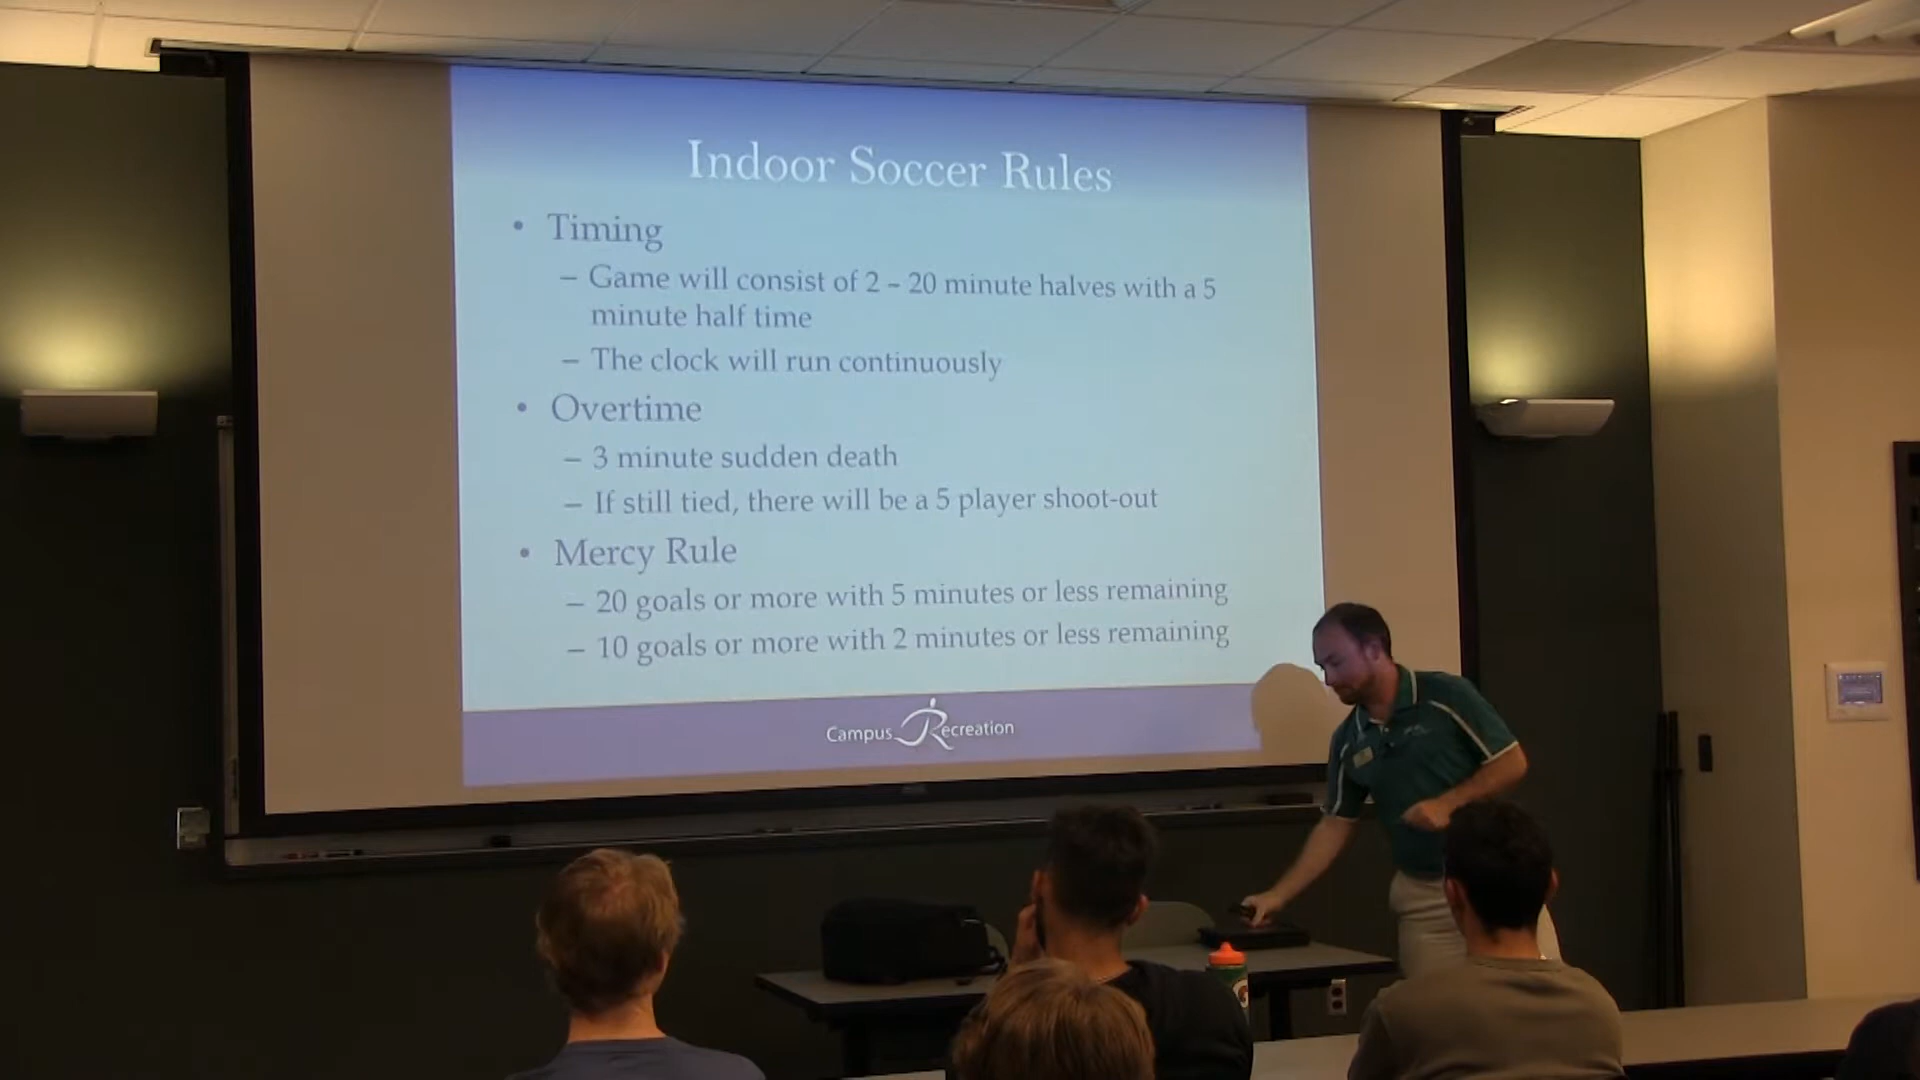 Indoor Soccer Rules
• Timing
– Game will consist of 2 – 20 minute halves with a 5
minute half time
– The clock will run continuously
• Overtime
– 3 minute sudden death
– If still tied, there will be a 5 player shoot-out
• Mercy Rule
– 20 goals or more with 5 minutes or less remaining
– 10 goals or more with 2 minutes or less remaining
Campus Recreation